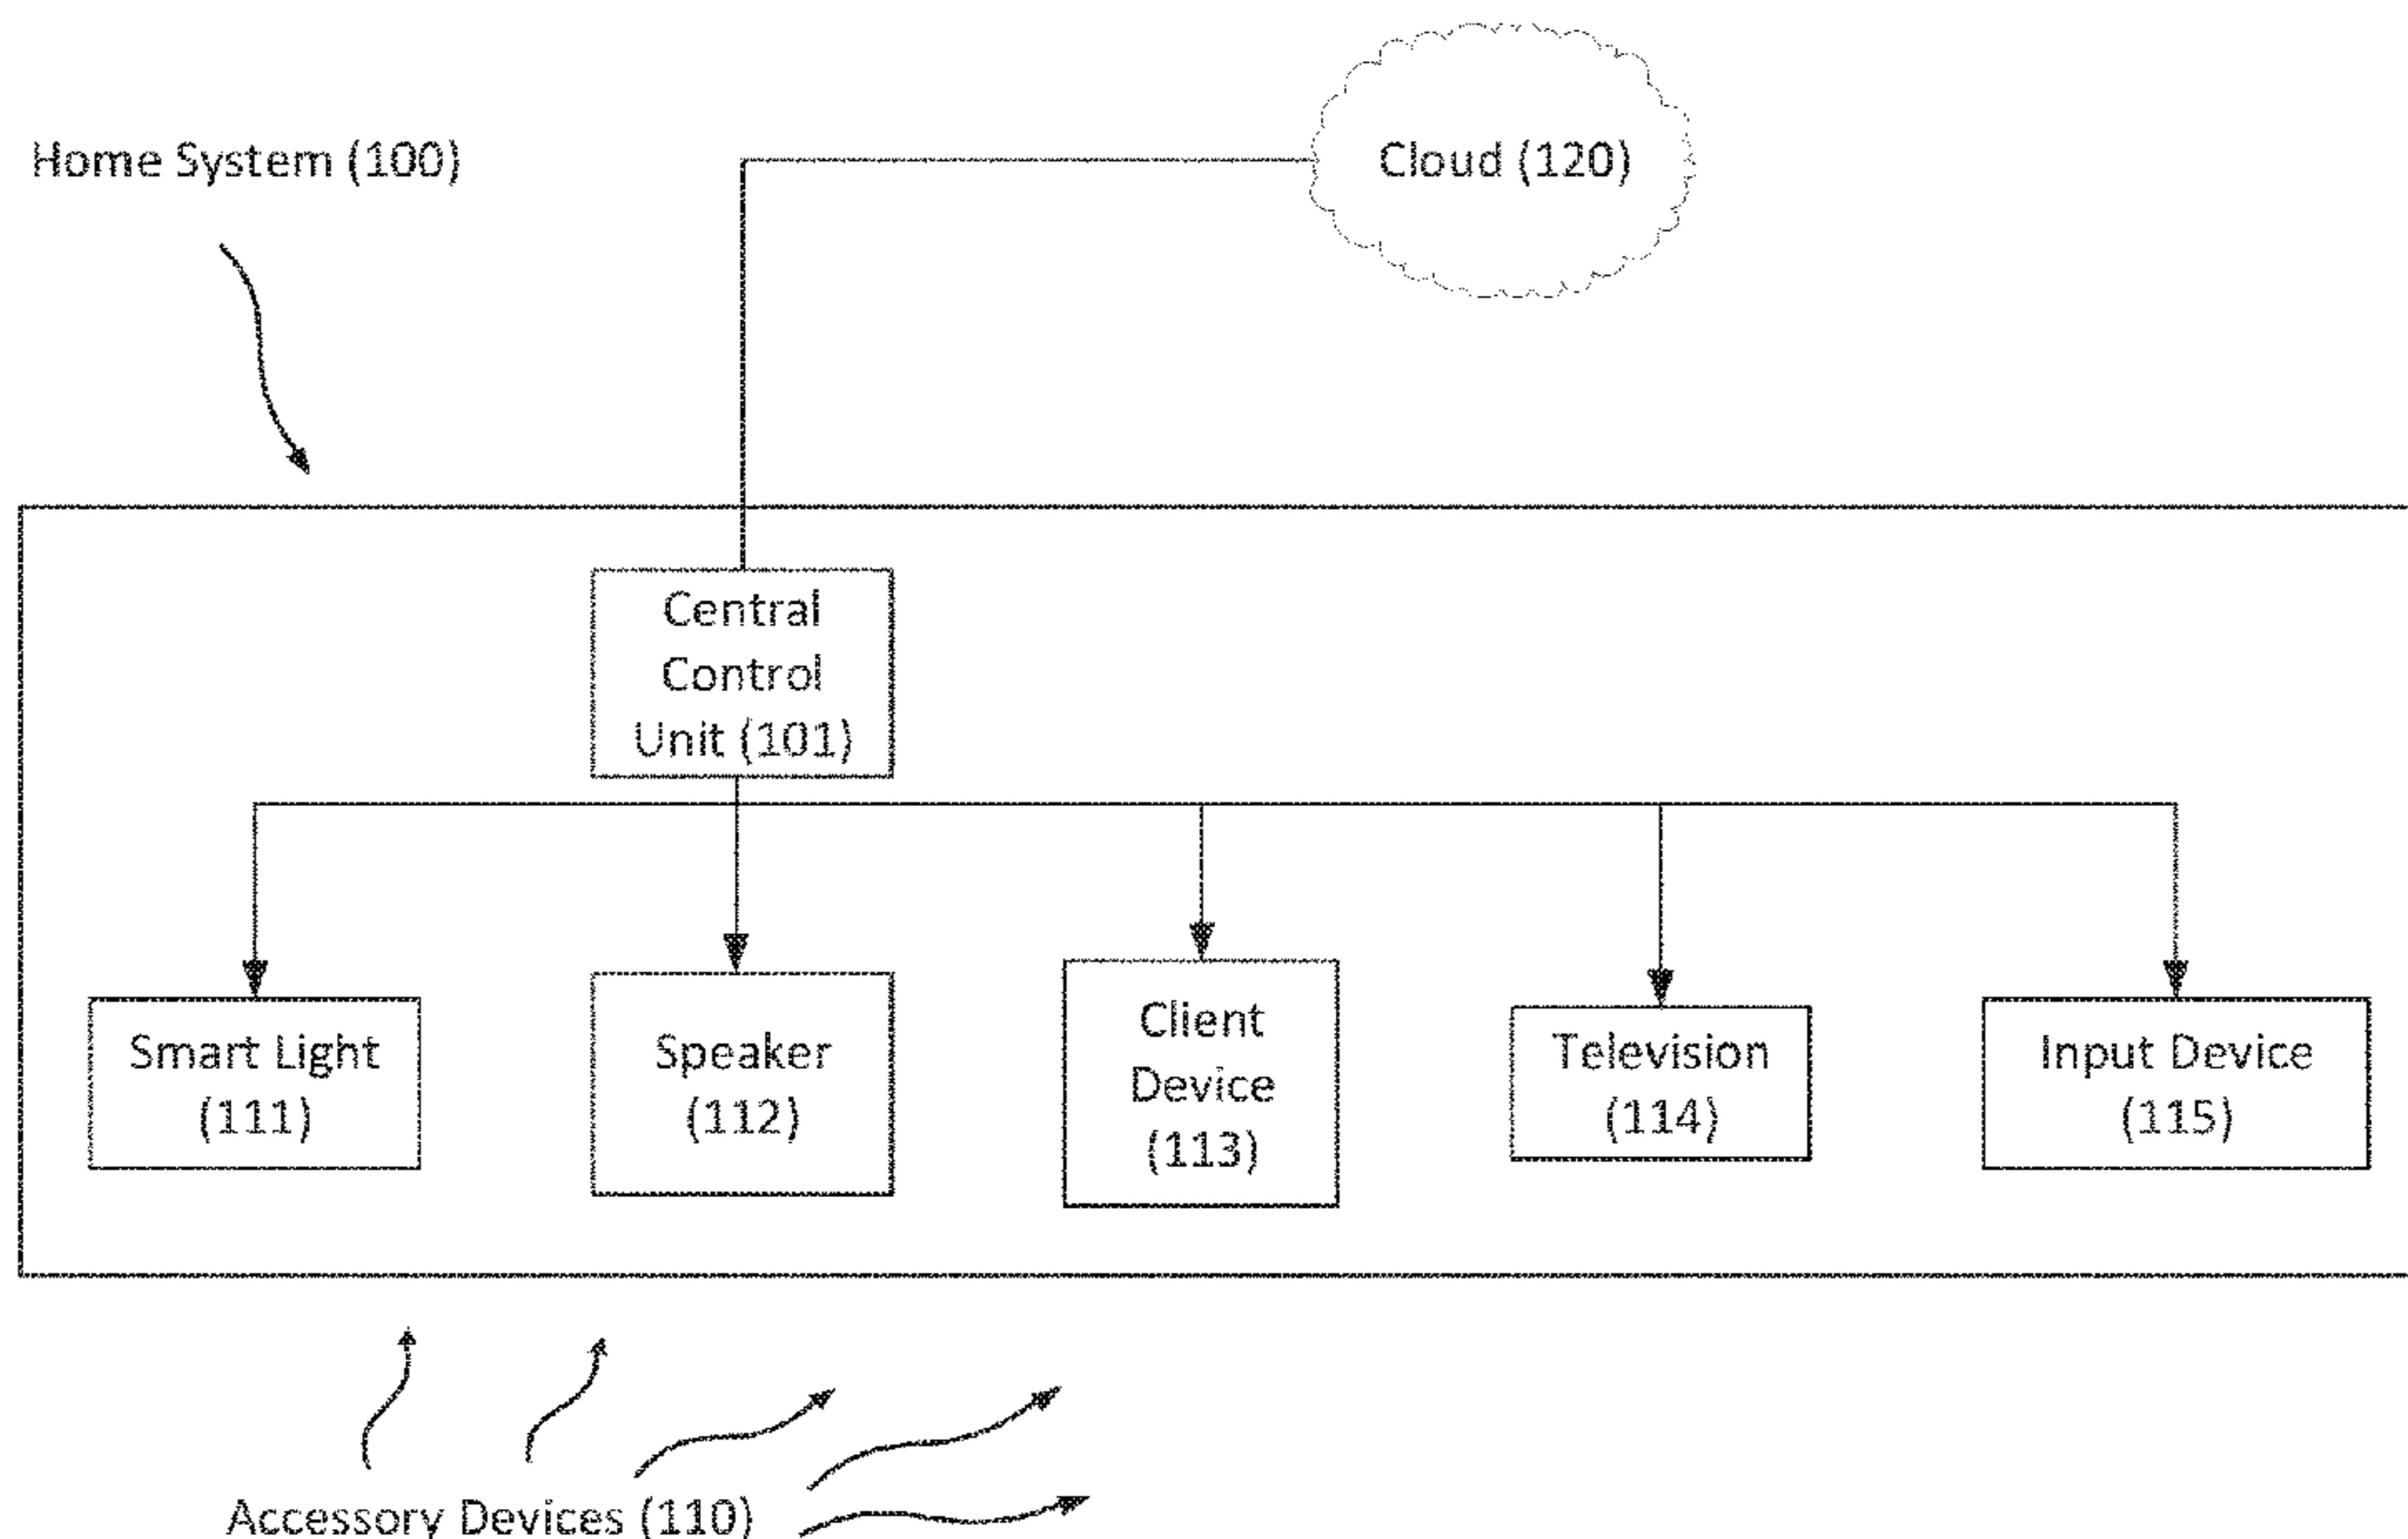 Home System (100)
Cloud (120)
Central
Control
Unit (101)
Smart Light
(111)
Speaker
(112)
Client
Device
(113)
Television
(114)
Input Device
(115)
Accessory Devices (110)